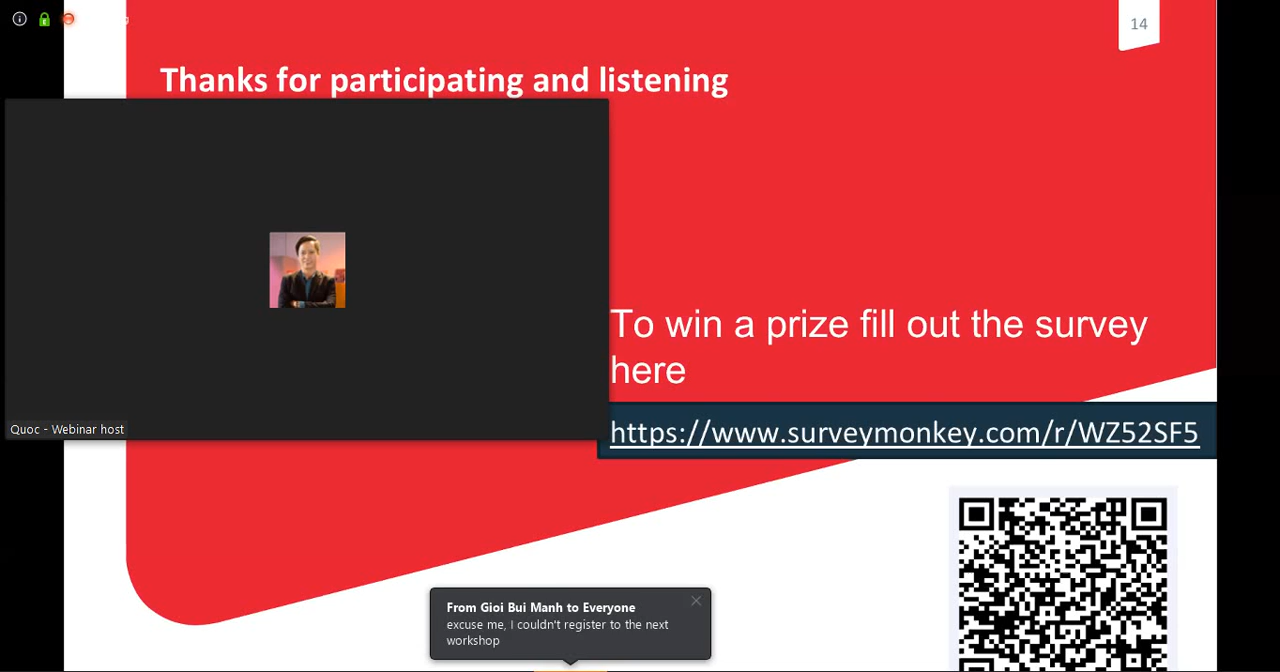 14
Thanks for participating and listening
To win a prize fill out the survey
here
Quoc - Webinar host
https://www.surveymonkey.com/r/WZ52SF5
From Gioi Bui Manh to Everyone
excuse me, I couldn't register to the next
workshop